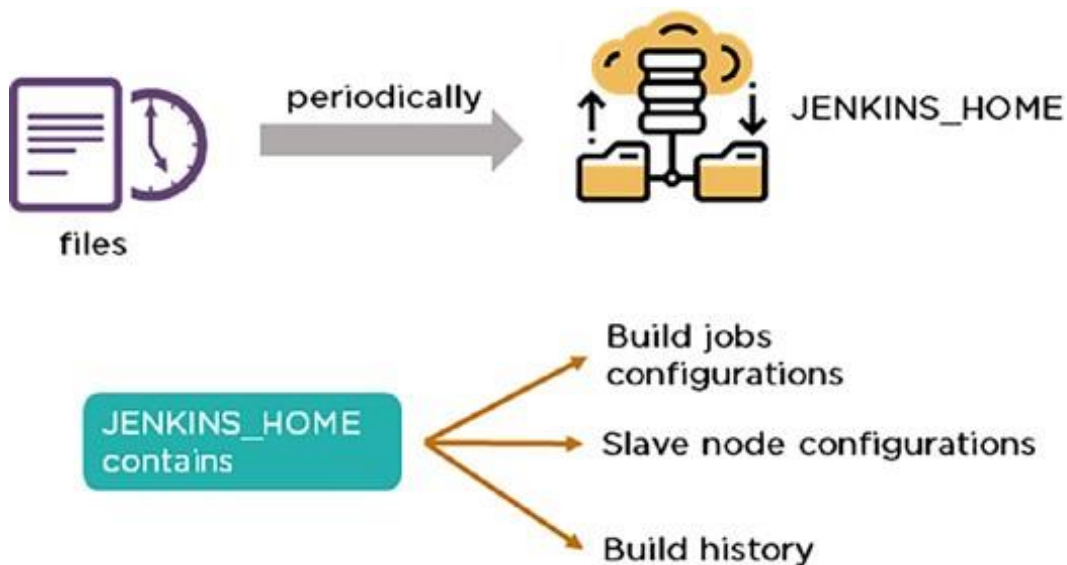 periodically
JENKINS_HOME
files
JENKINS_HOME
contains
Build jobs
configurations
Slave node configurations
Build history